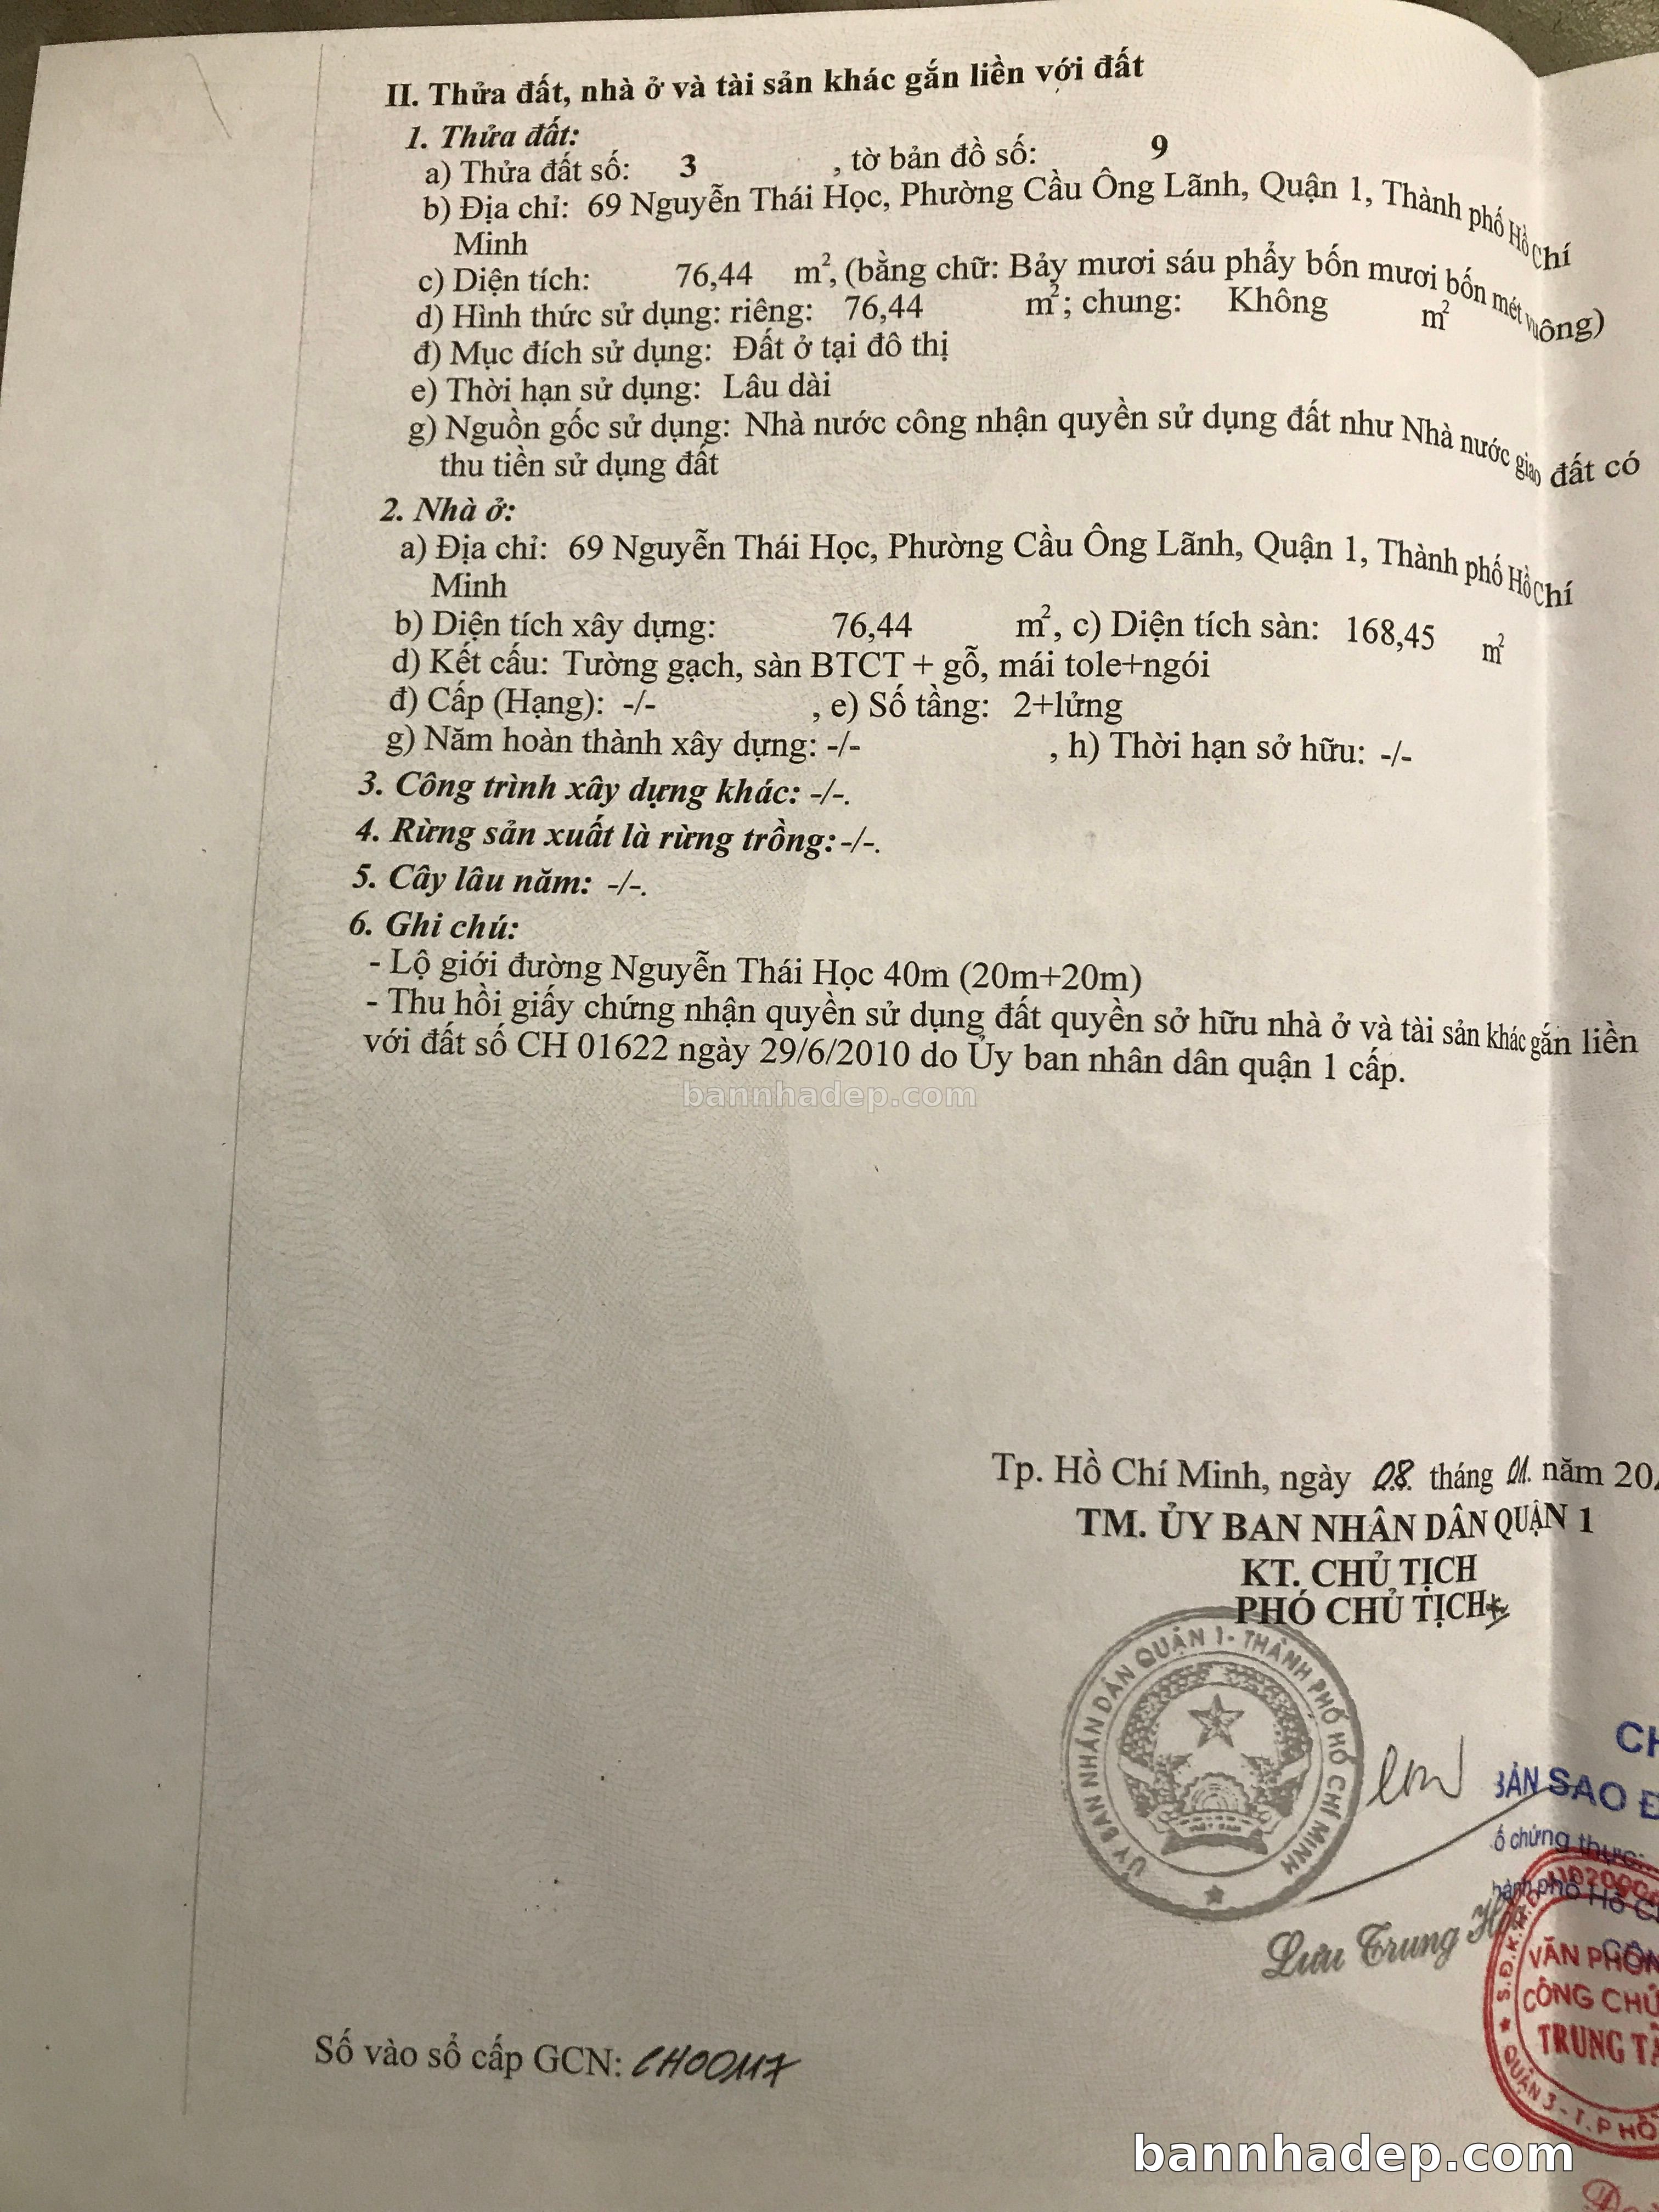 II. Thửa đất, nhà ở và tài sản khác gắn liền với đất
1. Thửa đất:
a) Thửa đất số: 3 , tờ bản đồ số: 9
b) Địa chỉ: 69 Nguyễn Thái Học, Phường Cầu Ông Lãnh, Quận 1, Thành phố Hồ Chí
Minh
c) Diện tích: 76,44 m², (bằng chữ: Bảy mươi sáu phẩy bốn mươi bốn mét vuông)
d) Hình thức sử dụng: riêng: 76,44 m²; chung: Không m²
đ) Mục đích sử dụng: Đất ở tại đô thị
e) Thời hạn sử dụng: Lâu dài
g) Nguồn gốc sử dụng: Nhà nước công nhận quyền sử dụng đất như Nhà nước giao đất có
thu tiền sử dụng đất
2. Nhà ở:
a) Địa chỉ: 69 Nguyễn Thái Học, Phường Cầu Ông Lãnh, Quận 1, Thành phố Hồ Chí
Minh
b) Diện tích xây dựng: 76,44 m², c) Diện tích sàn: 168,45 m²
d) Kết cấu: Tường gạch, sàn BTCT + gỗ, mái tole+ngói
đ) Cấp (Hạng): -/- , e) Số tầng: 2+lửng
g) Năm hoàn thành xây dựng: -/- , h) Thời hạn sở hữu: -/-
3. Công trình xây dựng khác: -/-.
4. Rừng sản xuất là rừng trồng: -/-.
5. Cây lâu năm: -/-.
6. Ghi chú:
- Lộ giới đường Nguyễn Thái Học 40m (20m+20m)
- Thu hồi giấy chứng nhận quyền sử dụng đất quyền sở hữu nhà ở và tài sản khác gắn liền
với đất số CH 01622 ngày 29/6/2010 do Ủy ban nhân dân quận 1 cấp.
bannhadep.com
Tp. Hồ Chí Minh, ngày 08 tháng 01. năm 20
TM. ỦY BAN NHÂN DÂN QUẬN 1
KT. CHỦ TỊCH
PHÓ CHỦ TỊCH
ỦY BAN NHÂN DÂN QUẬN 1 - THÀNH PHỐ HỒ CHÍ MINH
CH
BẢN SAO Đ
ố chứng thực:
hành phố Hồ C
CÔN
Lưu Trung H
S.Đ.K.
VĂN PHÒN
CÔNG CHỨ
TRUNG T
QUẬN 3 - T.P HỒ
Số vào sổ cấp GCN: CH00117
bannhadep.com